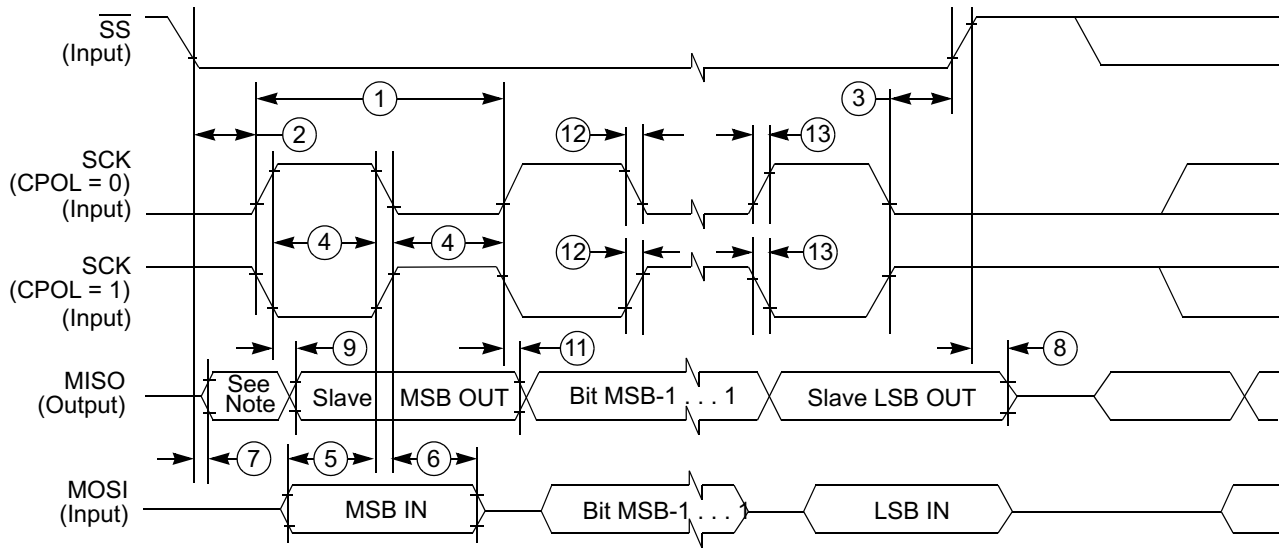 SS
(Input)
1
3
2
12
13
SCK
(CPOL = 0)
(Input)
4
4
12
13
SCK
(CPOL = 1)
(Input)
9
11
8
MISO
(Output)
See
Note
Slave
MSB OUT
Bit MSB-1 . . . 1
Slave LSB OUT
7
5
6
MOSI
(Input)
MSB IN
Bit MSB-1 . . . 1
LSB IN